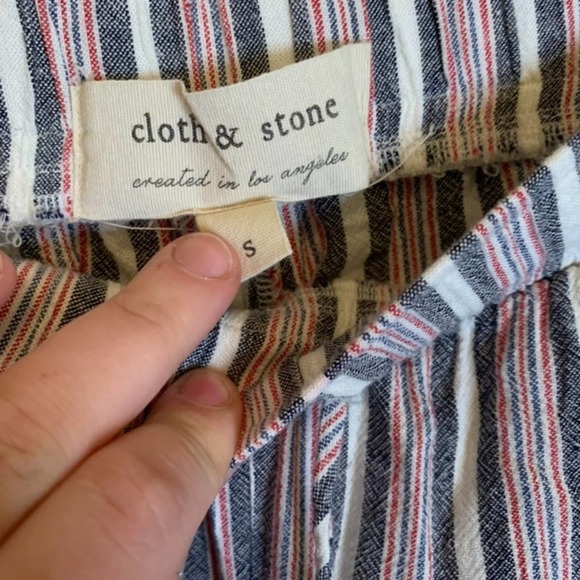 cloth & stone
created in los angeles
S